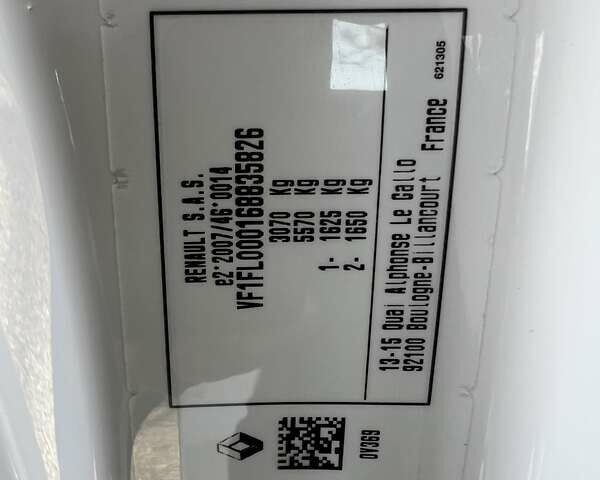 RENAULT S.A.S.
e2*2007/46*0014
VF1FL000168835826
3070 Kg
5570 Kg
1- 1625 Kg
2- 1650 Kg
13-15 Quai Alphonse Le Gallo
92100 Boulogne-Billancourt France
621305
0V369